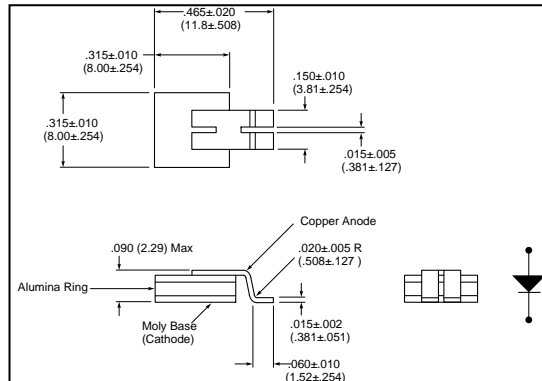 .465±.020
(11.8±.508)
.315±.010
(8.00±.254)
.150±.010
(3.81±.254)
.315±.010
(8.00±.254)
.015±.005
(.381±.127)
Copper Anode
.090 (2.29) Max
.020±.005 R
(.508±.127 )
Alumina Ring
Moly Base
(Cathode)
.015±.002
(.381±.051)
.060±.010
(1.52±.254)